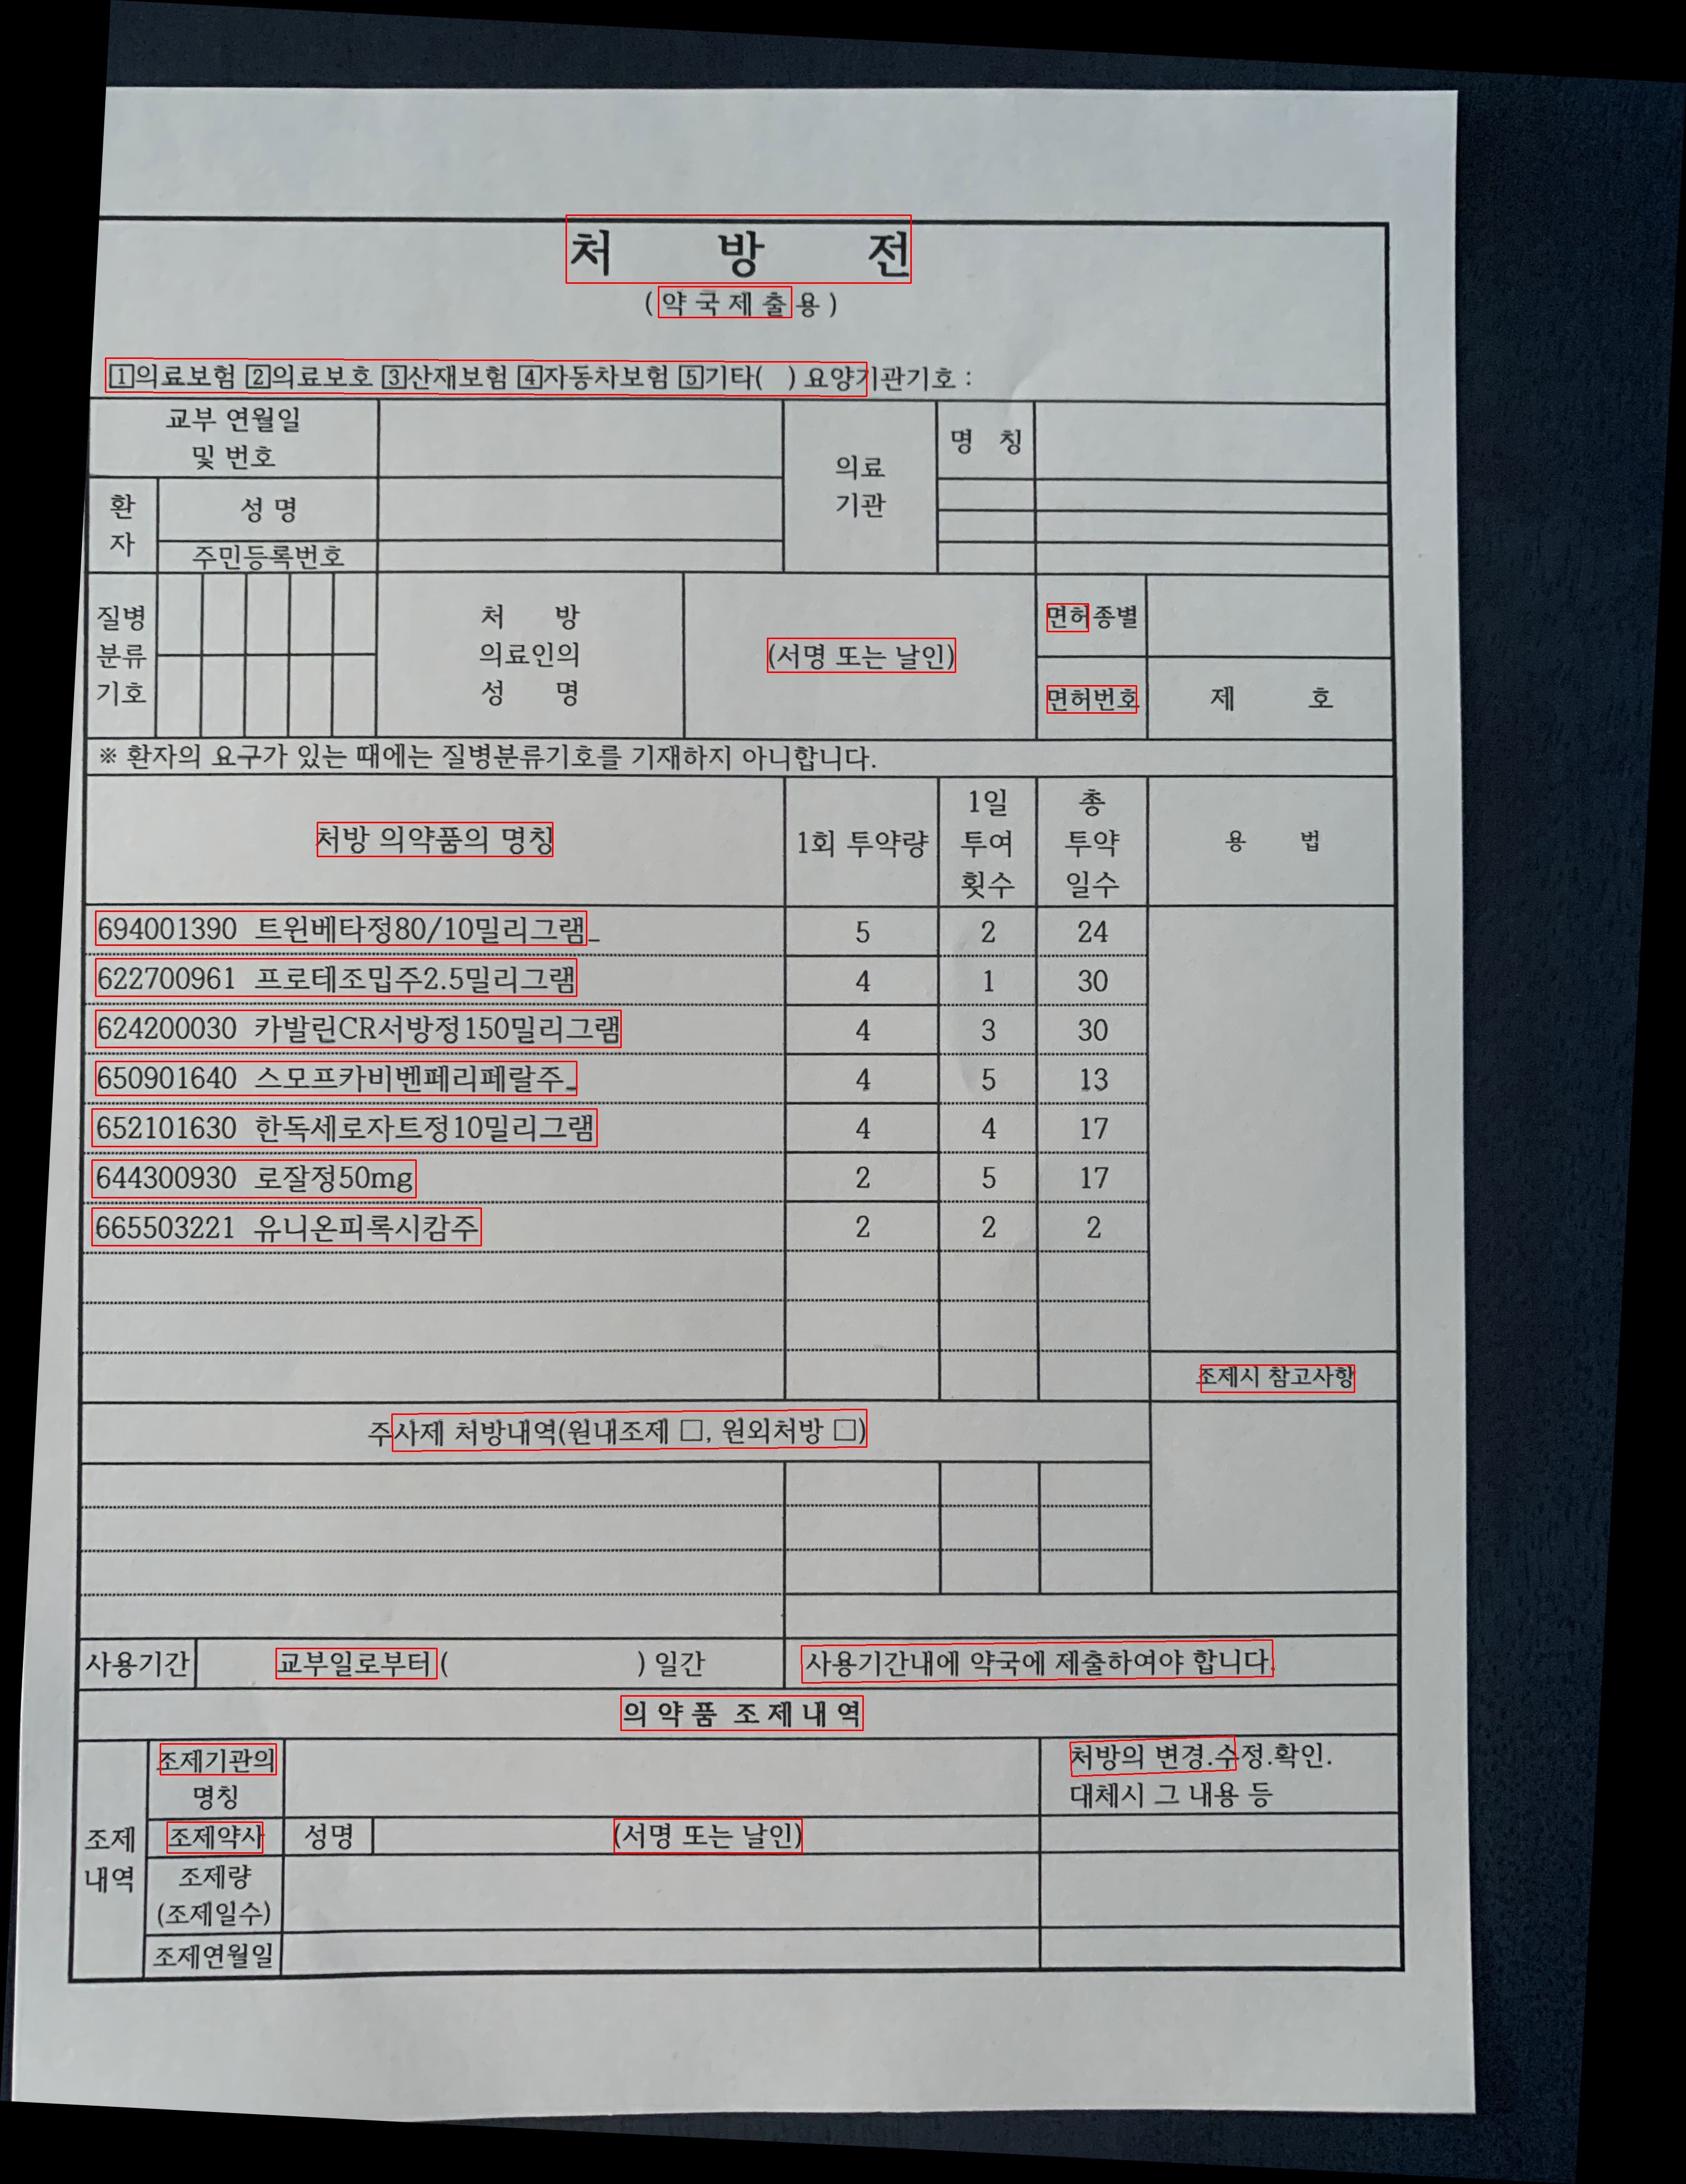 처 방 전
( 약 국 제 출 용 )
1의료보험 2의료보호 3산재보험 4자동차보험 5기타( ) 요양기관기호 :
교부 연월일
및 번호
의료
기관
명 칭
환
자
성 명
주민등록번호
질병
분류
기호
처 방
의료인의
성 명
(서명 또는 날인)
면허종별
면허번호
제 호
※ 환자의 요구가 있는 때에는 질병분류기호를 기재하지 아니합니다.
처방 의약품의 명칭
1회 투약량
1일
투여
횟수
총
투약
일수
용 법
694001390 트윈베타정80/10밀리그램_ 5 2 24
622700961 프로테조밉주2.5밀리그램 4 1 30
624200030 카발린CR서방정150밀리그램 4 3 30
650901640 스모프카비벤페리페랄주_ 4 5 13
652101630 한독세로자트정10밀리그램 4 4 17
644300930 로잘정50mg 2 5 17
665503221 유니온피록시캄주 2 2 2
조제시 참고사항
주사제 처방내역(원내조제 □, 원외처방 □)
사용기간 교부일로부터 ( ) 일간 사용기간내에 약국에 제출하여야 합니다.
의 약 품 조 제 내 역
조제
내역
조제기관의
명칭
처방의 변경.수정.확인.
대체시 그 내용 등
조제약사 성명 (서명 또는 날인)
조제량
(조제일수)
조제연월일